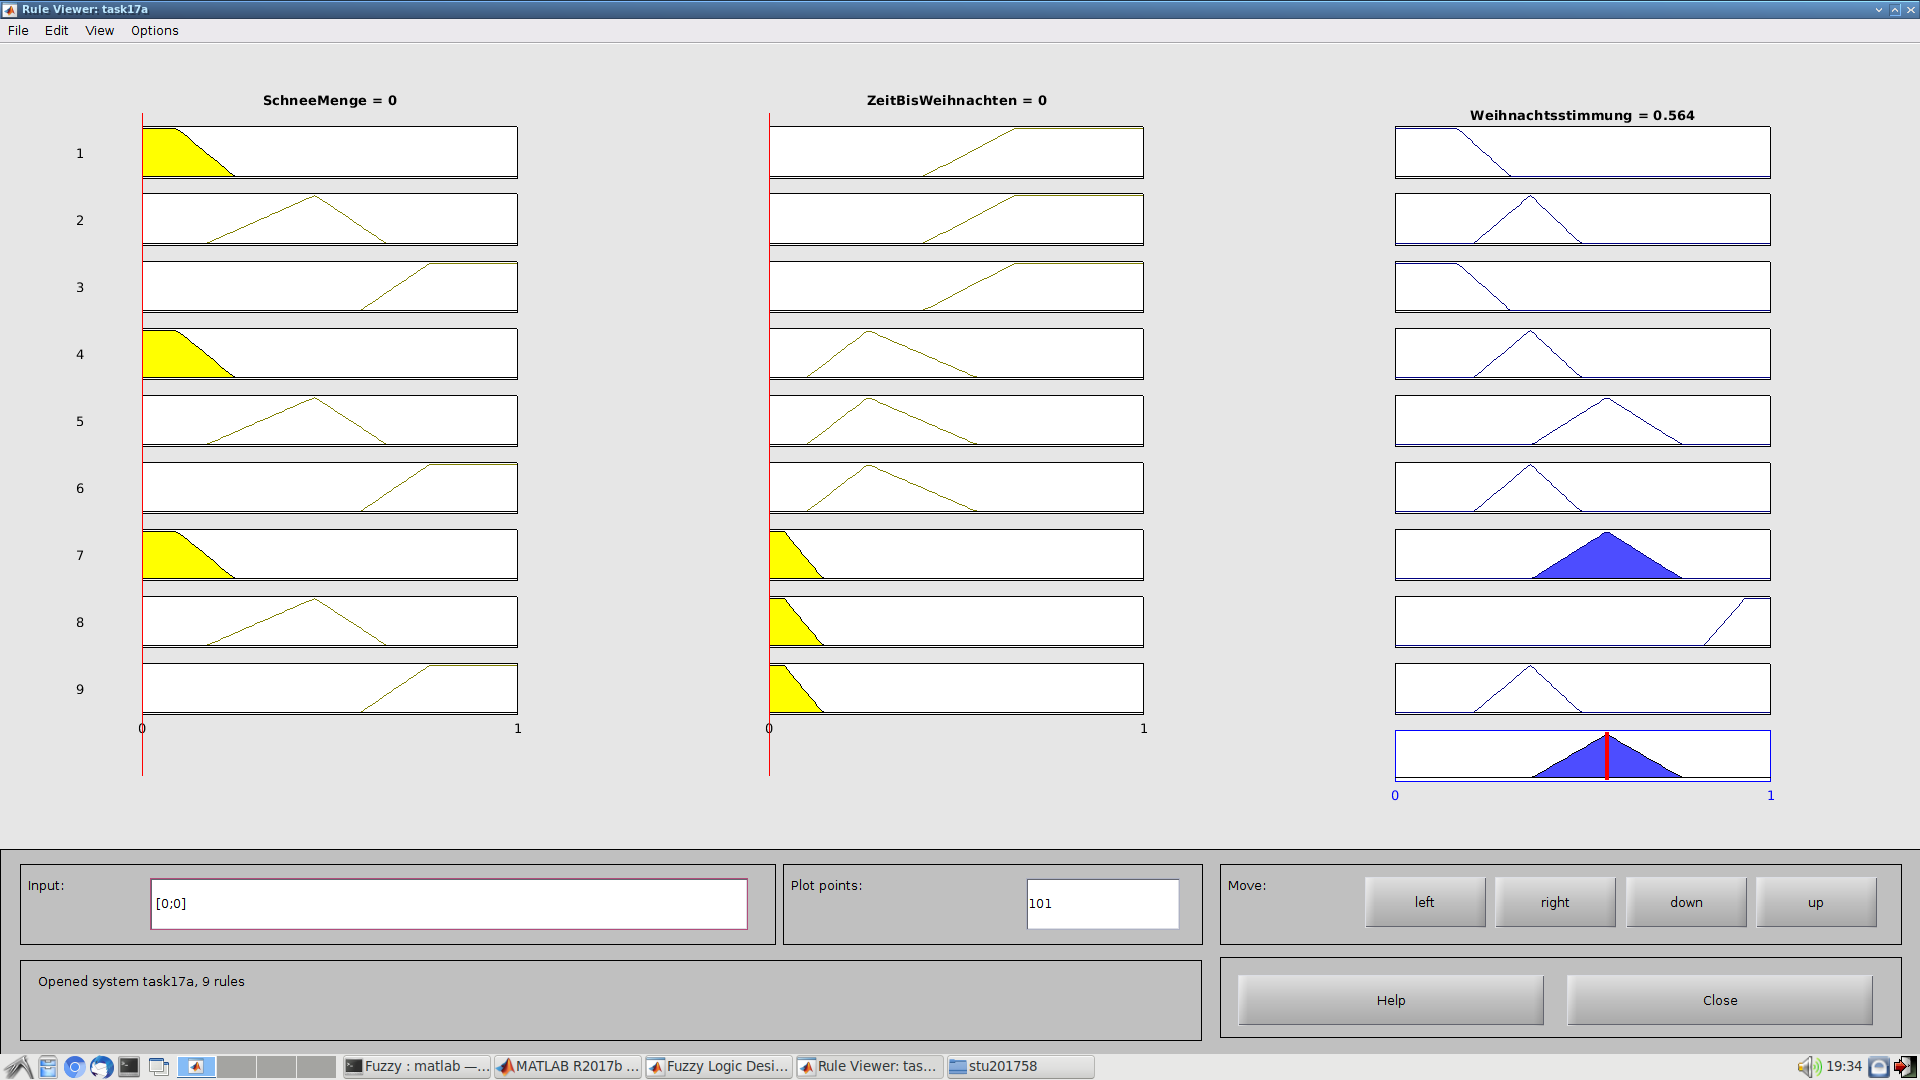 Rule Viewer: task17a
File Edit View Options
SchneeMenge = 0
ZeitBisWeihnachten = 0
Weihnachtsstimmung = 0.564
1
2
3
4
5
6
7
8
9
0 1
0 1
0 1
Input:
[0;0]
Plot points:
101
Move:
left
right
down
up
Opened system task17a, 9 rules
Help
Close
Fuzzy : matlab —...
MATLAB R2017b ...
Fuzzy Logic Desi...
Rule Viewer: tas...
stu201758
19:34